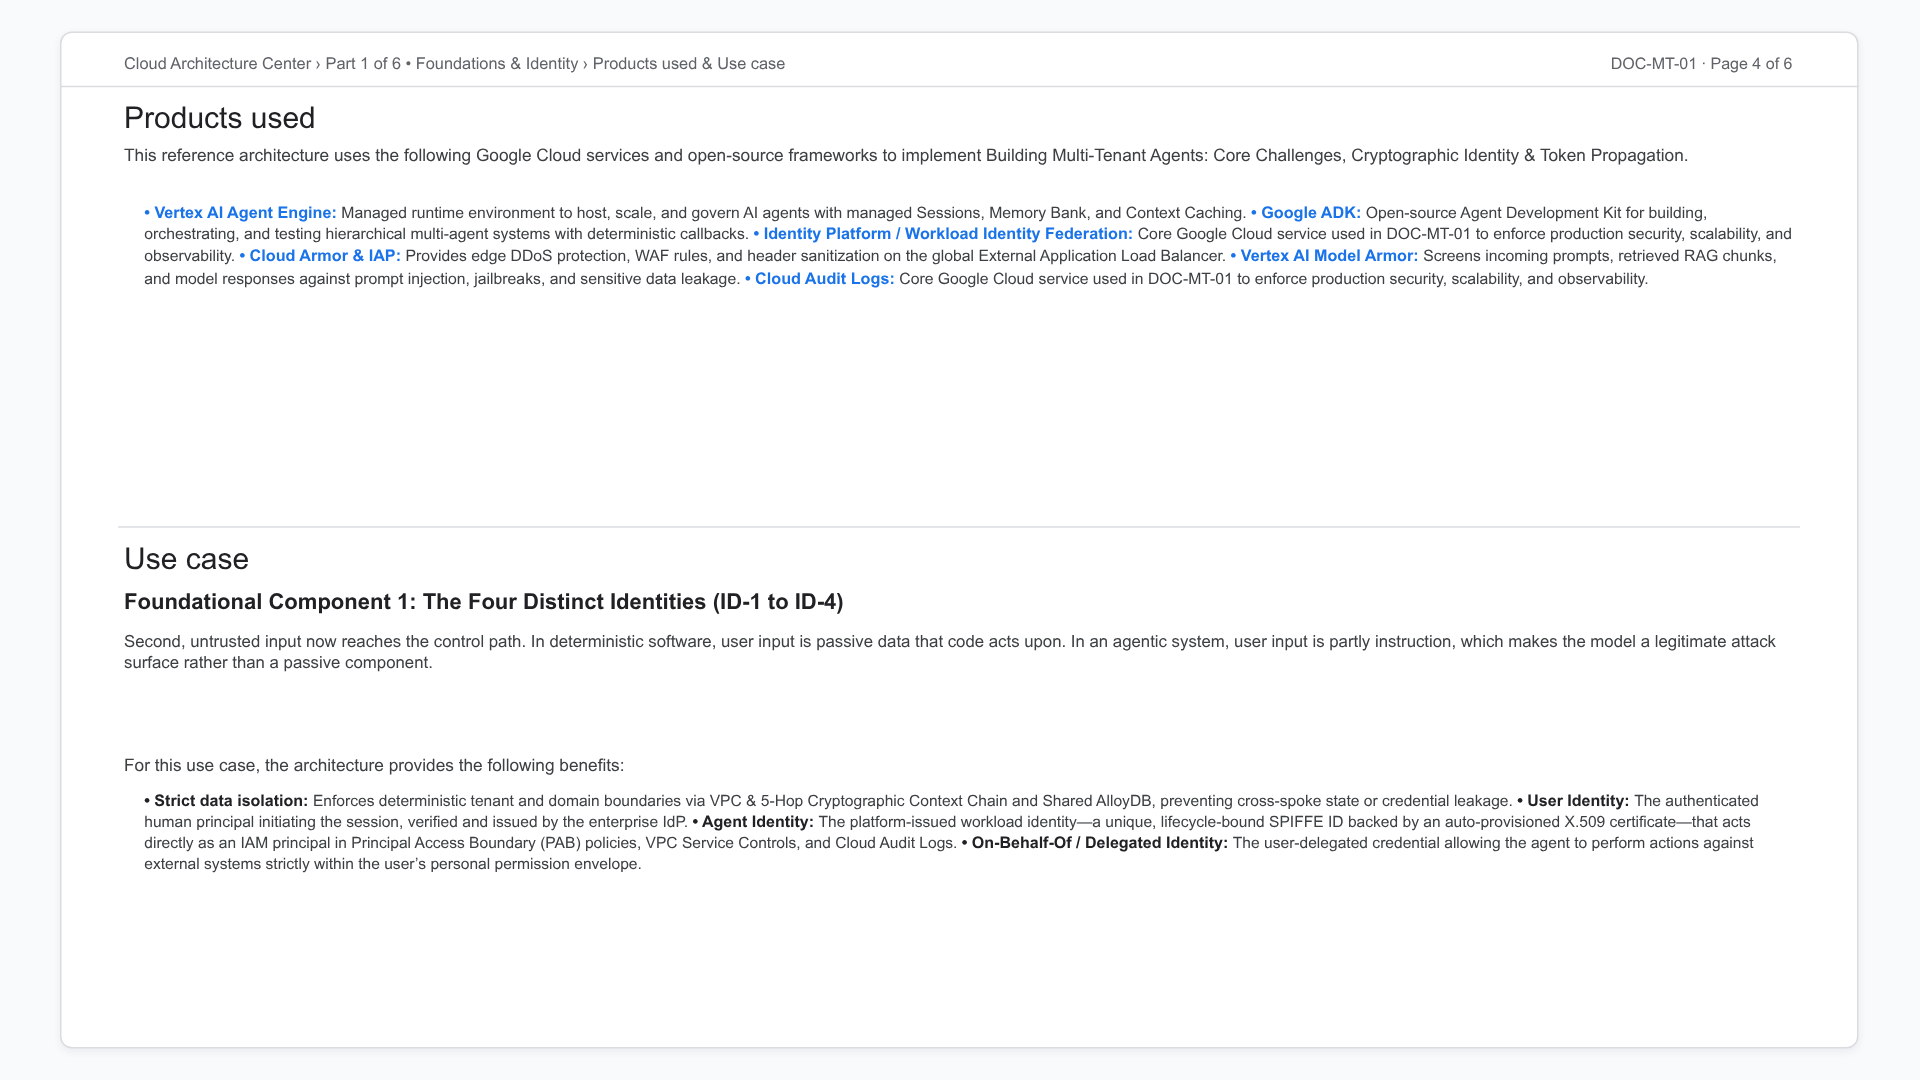 Cloud Architecture Center › Part 1 of 6 • Foundations & Identity › Products used & Use case
DOC-MT-01 · Page 4 of 6
Products used
This reference architecture uses the following Google Cloud services and open-source frameworks to implement Building Multi-Tenant Agents: Core Challenges, Cryptographic Identity & Token Propagation.
• Vertex AI Agent Engine: Managed runtime environment to host, scale, and govern AI agents with managed Sessions, Memory Bank, and Context Caching. • Google ADK: Open-source Agent Development Kit for building,
orchestrating, and testing hierarchical multi-agent systems with deterministic callbacks. • Identity Platform / Workload Identity Federation: Core Google Cloud service used in DOC-MT-01 to enforce production security, scalability, and
observability. • Cloud Armor & IAP: Provides edge DDoS protection, WAF rules, and header sanitization on the global External Application Load Balancer. • Vertex AI Model Armor: Screens incoming prompts, retrieved RAG chunks,
and model responses against prompt injection, jailbreaks, and sensitive data leakage. • Cloud Audit Logs: Core Google Cloud service used in DOC-MT-01 to enforce production security, scalability, and observability.
Use case
Foundational Component 1: The Four Distinct Identities (ID-1 to ID-4)
Second, untrusted input now reaches the control path. In deterministic software, user input is passive data that code acts upon. In an agentic system, user input is partly instruction, which makes the model a legitimate attack
surface rather than a passive component.
For this use case, the architecture provides the following benefits:
• Strict data isolation: Enforces deterministic tenant and domain boundaries via VPC & 5-Hop Cryptographic Context Chain and Shared AlloyDB, preventing cross-spoke state or credential leakage. • User Identity: The authenticated
human principal initiating the session, verified and issued by the enterprise IdP. • Agent Identity: The platform-issued workload identity—a unique, lifecycle-bound SPIFFE ID backed by an auto-provisioned X.509 certificate—that acts
directly as an IAM principal in Principal Access Boundary (PAB) policies, VPC Service Controls, and Cloud Audit Logs. • On-Behalf-Of / Delegated Identity: The user-delegated credential allowing the agent to perform actions against
external systems strictly within the user’s personal permission envelope.